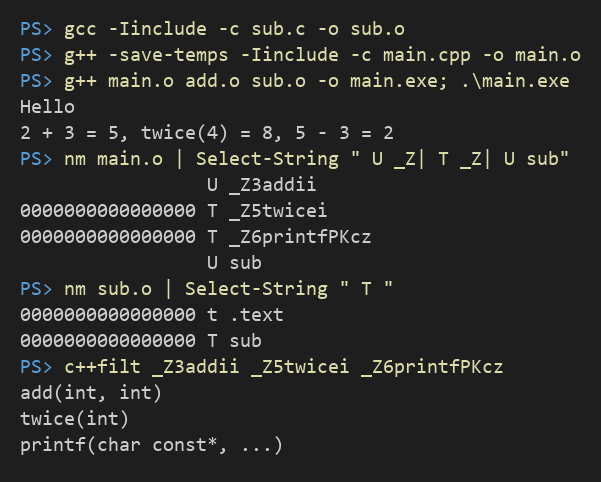 PS> gcc -Iinclude -c sub.c -o sub.o
PS> g++ -save-temps -Iinclude -c main.cpp -o main.o
PS> g++ main.o add.o sub.o -o main.exe; .\main.exe
Hello
2 + 3 = 5, twice(4) = 8, 5 - 3 = 2
PS> nm main.o | Select-String " U _Z| T _Z| U sub"
                 U _Z3addii
0000000000000000 T _Z5twicei
0000000000000000 T _Z6printfPKcz
                 U sub
PS> nm sub.o | Select-String " T "
0000000000000000 t .text
0000000000000000 T sub
PS> c++filt _Z3addii _Z5twicei _Z6printfPKcz
add(int, int)
twice(int)
printf(char const*, ...)